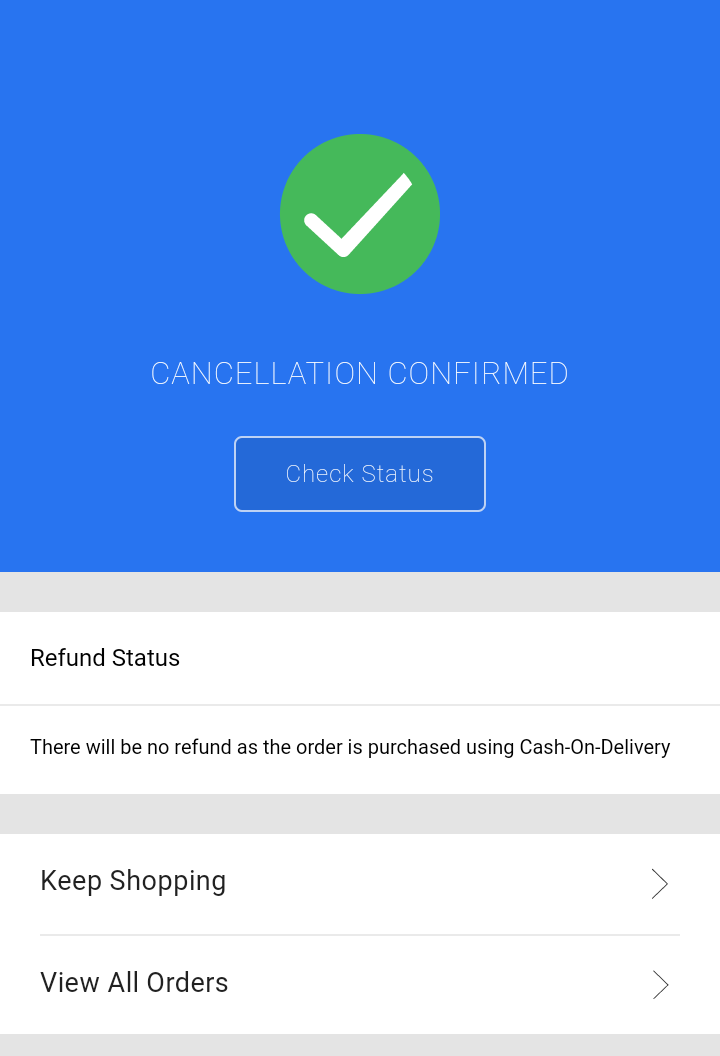 CANCELLATION CONFIRMED
Check Status
Refund Status
There will be no refund as the order is purchased using Cash-On-Delivery
Keep Shopping
View All Orders